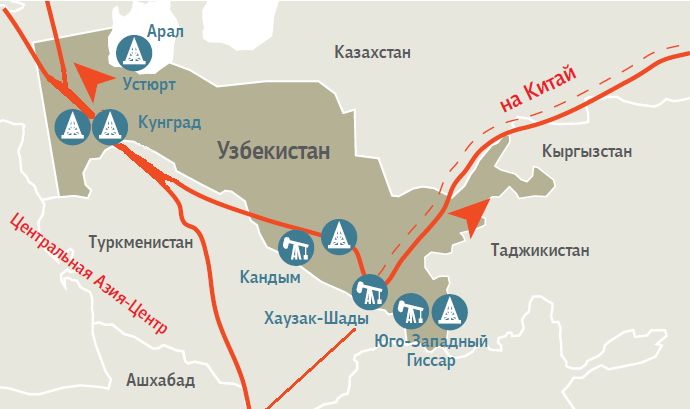 Арал
Казахстан
Устюрт
на Китай
Кунград
Узбекистан
Кыргызстан
Центральная Азия-Центр
Туркменистан
Таджикистан
Кандым
Хаузак-Шады
Юго-Западный
Гиссар
Ашхабад